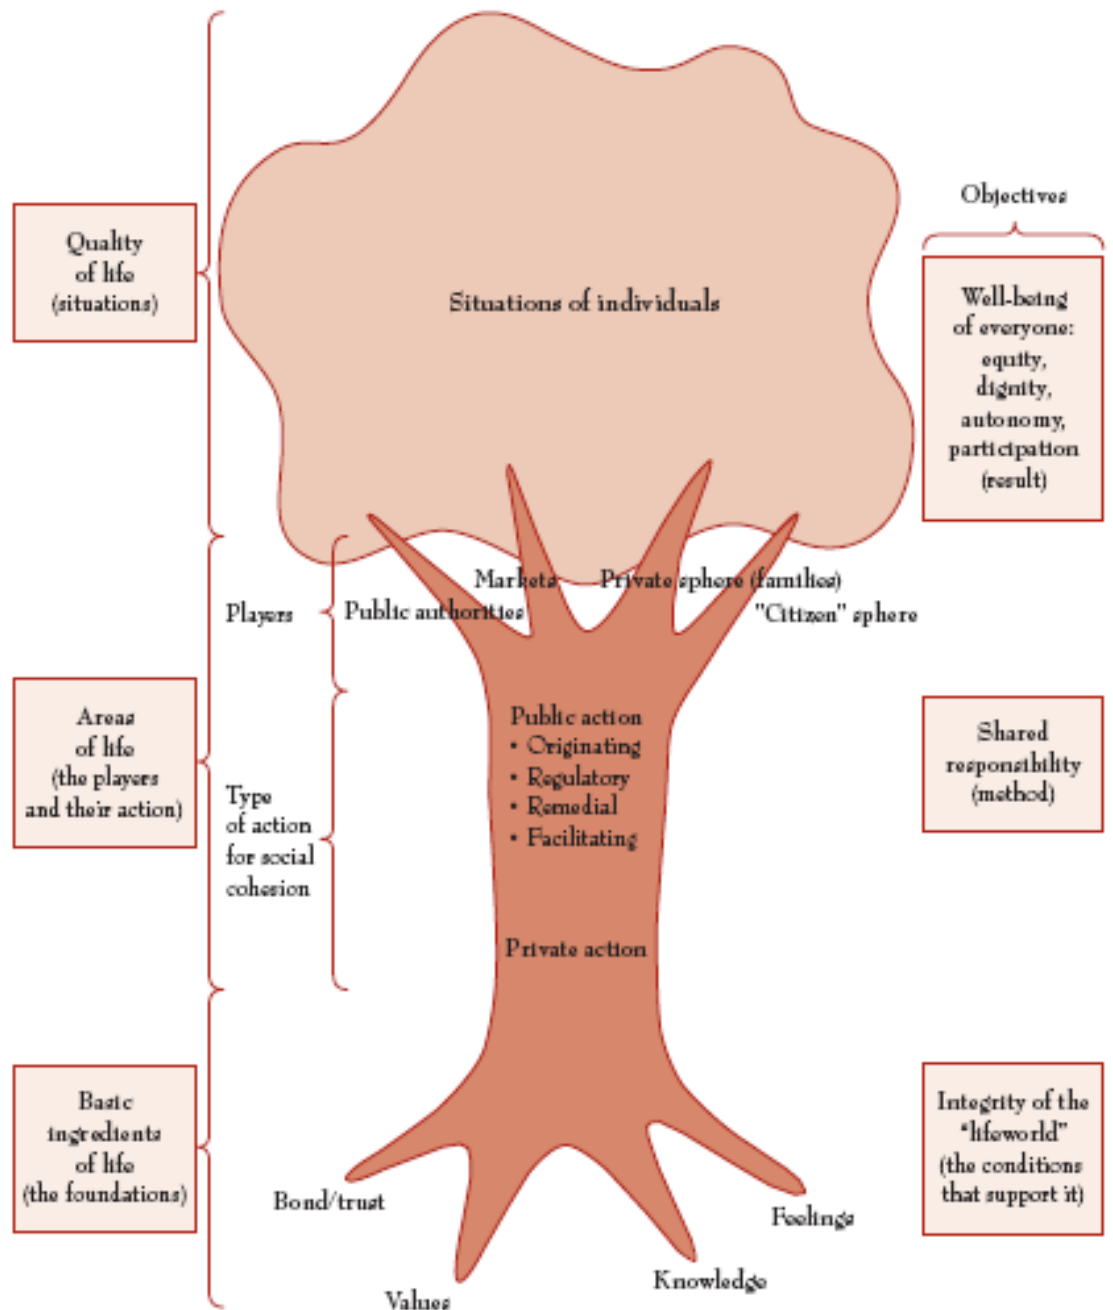 Objectives
Quality
of life
(situations)
Situations of individuals
Well-being
of everyone:
equity,
dignity,
autonomy,
participation
(result)
Players
Markets
Private sphere (families)
Public authorities
"Citizen" sphere
Areas
of life
(the players
and their action)
Type
of action
for social
cohesion
Public action
• Originating
• Regulatory
• Remedial
• Facilitating
Private action
Shared
responsibility
(method)
Basic
ingredients
of life
(the foundations)
Bond/trust
Values
Knowledge
Feelings
Integrity of the
“lifeworld”
(the conditions
that support it)